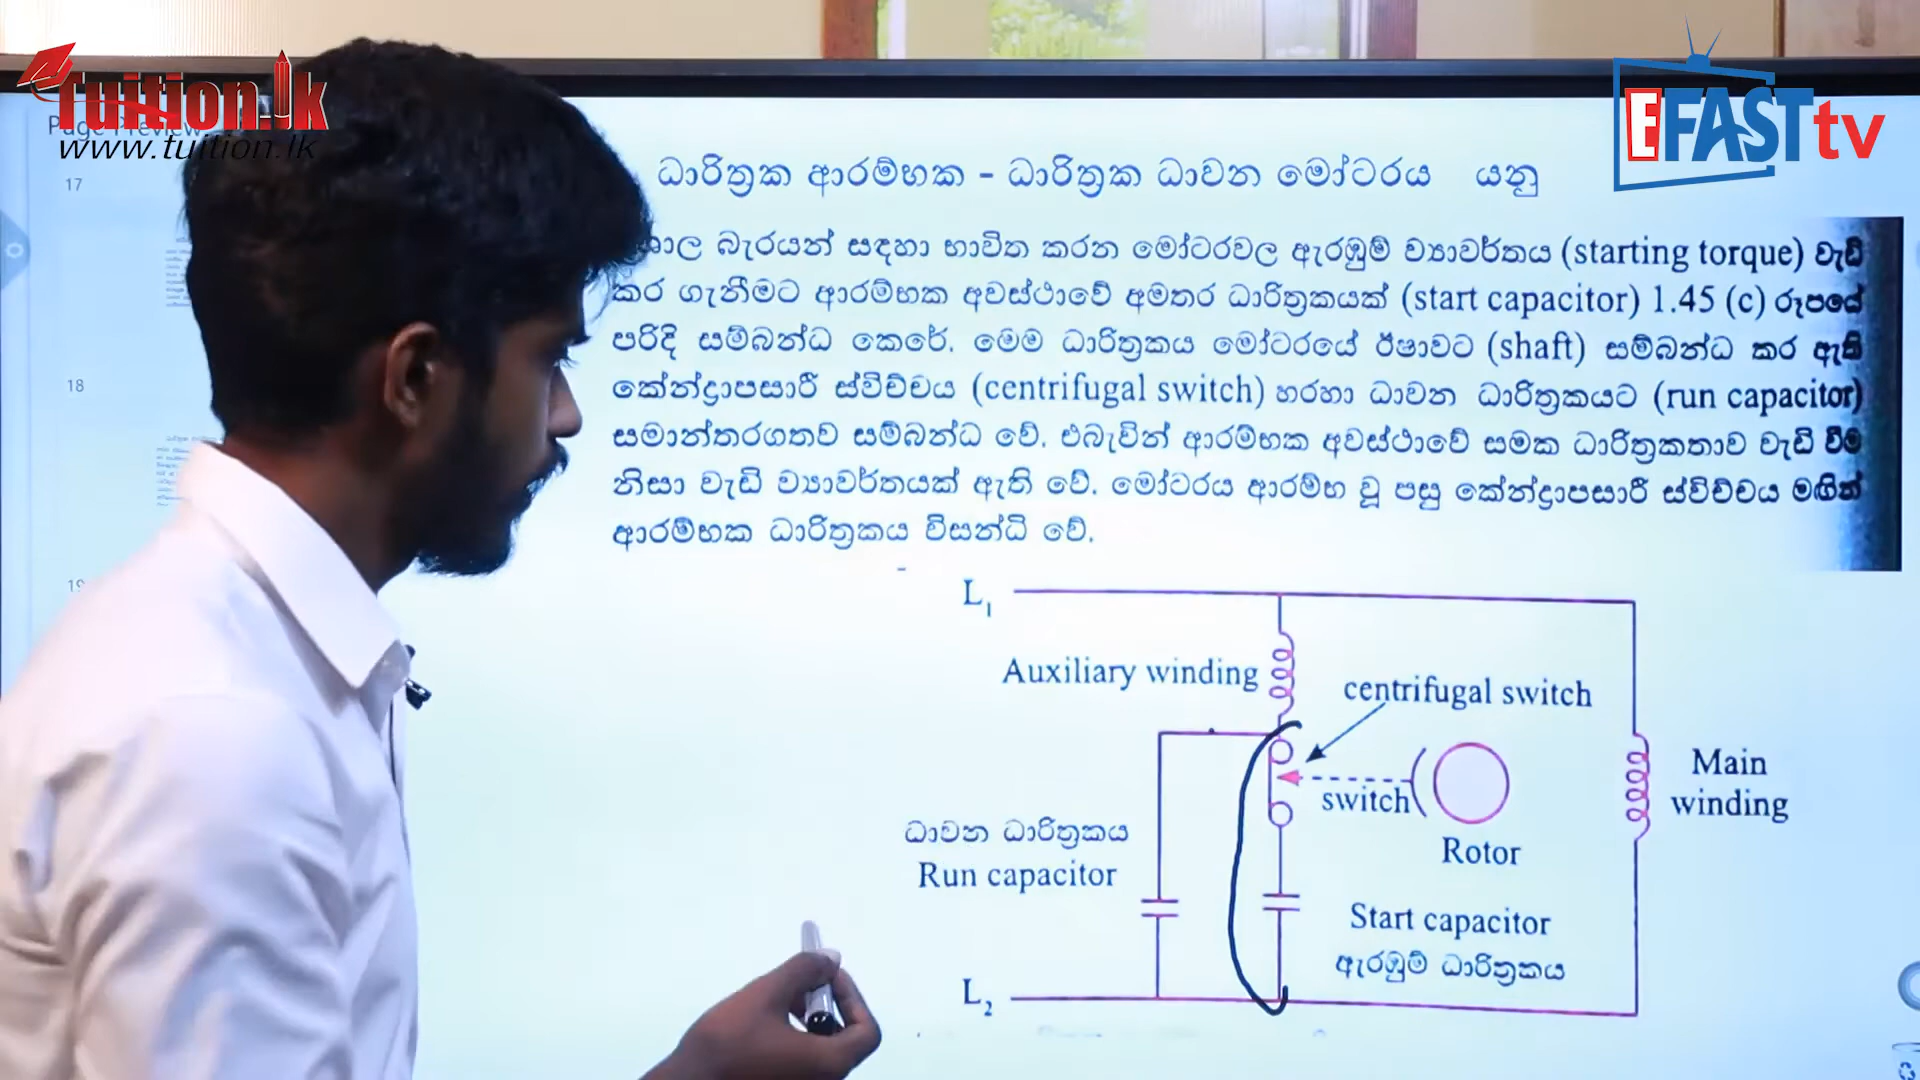 Tuition.lk
www.tuition.lk
EFAST tv
17
18
ධාරිත්‍රක ආරම්භක - ධාරිත්‍රක ධාවන මෝටරය යනු
බැරයන් සඳහා භාවිත කරන මෝටරවල ඇරඹුම් ව්‍යාවර්තය (starting torque) වැඩි
කර ගැනීමට ආරම්භක අවස්ථාවේ අමතර ධාරිත්‍රකයක් (start capacitor) 1.45 (c) රූපයේ
පරිදි සම්බන්ධ කෙරේ. මෙම ධාරිත්‍රකය මෝටරයේ ඊෂාවට (shaft) සම්බන්ධ කර ඇති
කේන්ද්‍රාපසාරී ස්විච්චය (centrifugal switch) හරහා ධාවන ධාරිත්‍රකයට (run capacitor)
සමාන්තරගතව සම්බන්ධ වේ. එබැවින් ආරම්භක අවස්ථාවේ සමක ධාරිත්‍රකතාව වැඩි වීම
නිසා වැඩි ව්‍යාවර්තයක් ඇති වේ. මෝටරය ආරම්භ වූ පසු කේන්ද්‍රාපසාරී ස්විච්චය මඟින්
ආරම්භක ධාරිත්‍රකය විසන්ධි වේ.
L1
Auxiliary winding
centrifugal switch
switch
Rotor
Main
winding
ධාවන ධාරිත්‍රකය
Run capacitor
Start capacitor
ඇරඹුම් ධාරිත්‍රකය
L2